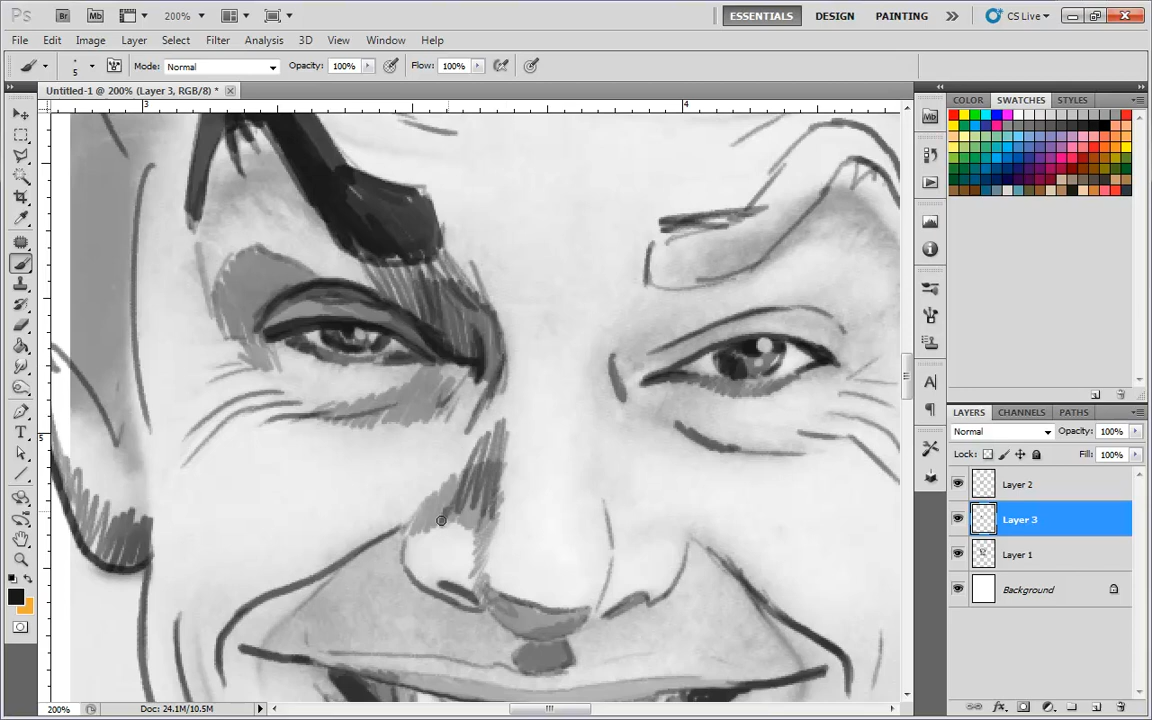 Ps Br Mb 200% ESSENTIALS DESIGN PAINTING CS Live
File Edit Image Layer Select Filter Analysis 3D View Window Help
5 Mode: Normal Opacity: 100% Flow: 100%
Untitled-1 @ 200% (Layer 3, RGB/8) *
3 4
5
COLOR SWATCHES STYLES
Mb
LAYERS CHANNELS PATHS
Normal Opacity: 100%
Lock: Fill: 100%
Layer 2
Layer 3
Layer 1
Background
fx
200% Doc: 24.1M/10.5M